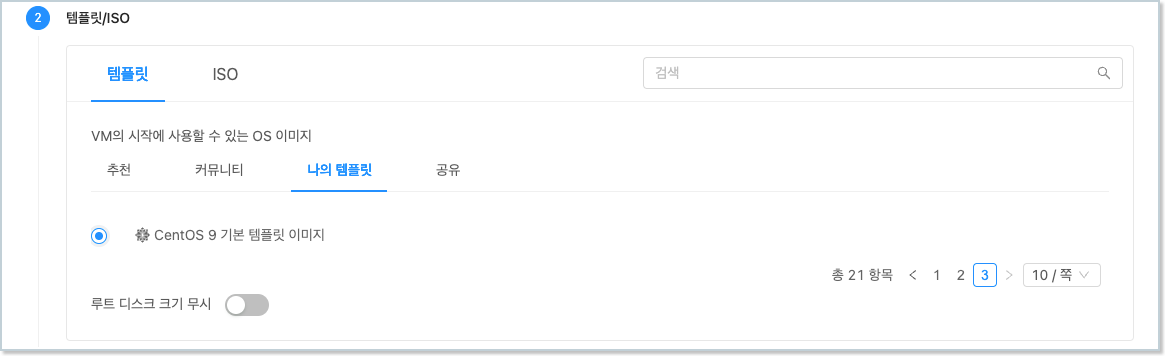 2 템플릿/ISO
템플릿 ISO 검색
VM의 시작에 사용할 수 있는 OS 이미지
추천 커뮤니티 나의 템플릿 공유
CentOS 9 기본 템플릿 이미지
총 21 항목 < 1 2 3 > 10 / 쪽
루트 디스크 크기 무시